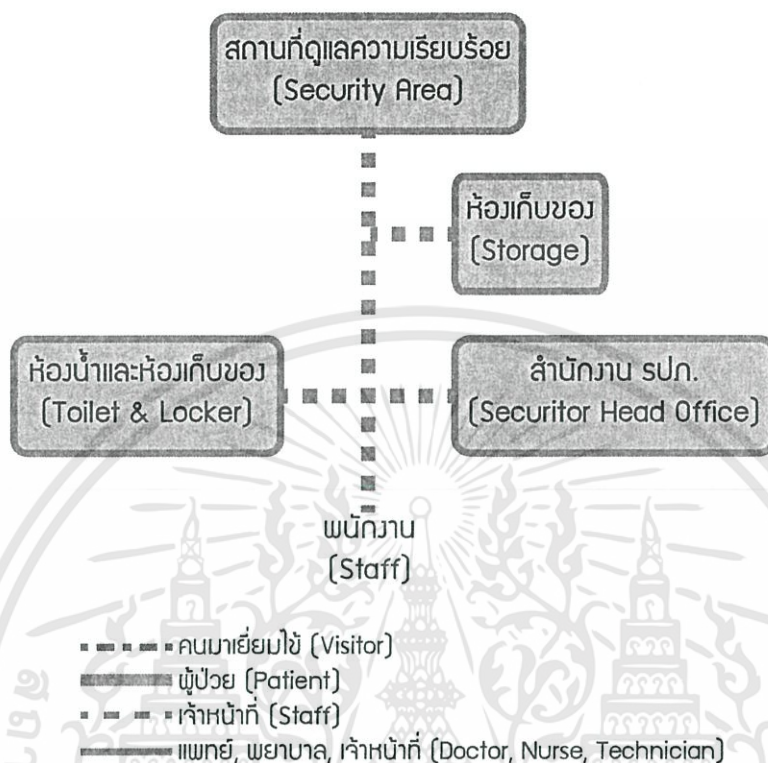 สถานที่ดูแลความเรียบร้อย
(Security Area)
ห้องเก็บของ
(Storage)
ห้องน้ำและห้องเก็บของ
(Toilet & Locker)
สำนักงาน รปภ.
(Securitor Head Office)
พนักงาน
(Staff)
คนมาเยี่ยมไข้ (Visitor)
ผู้ป่วย (Patient)
เจ้าหน้าที่ (Staff)
แพทย์, พยาบาล, เจ้าหน้าที่ (Doctor, Nurse, Technician)